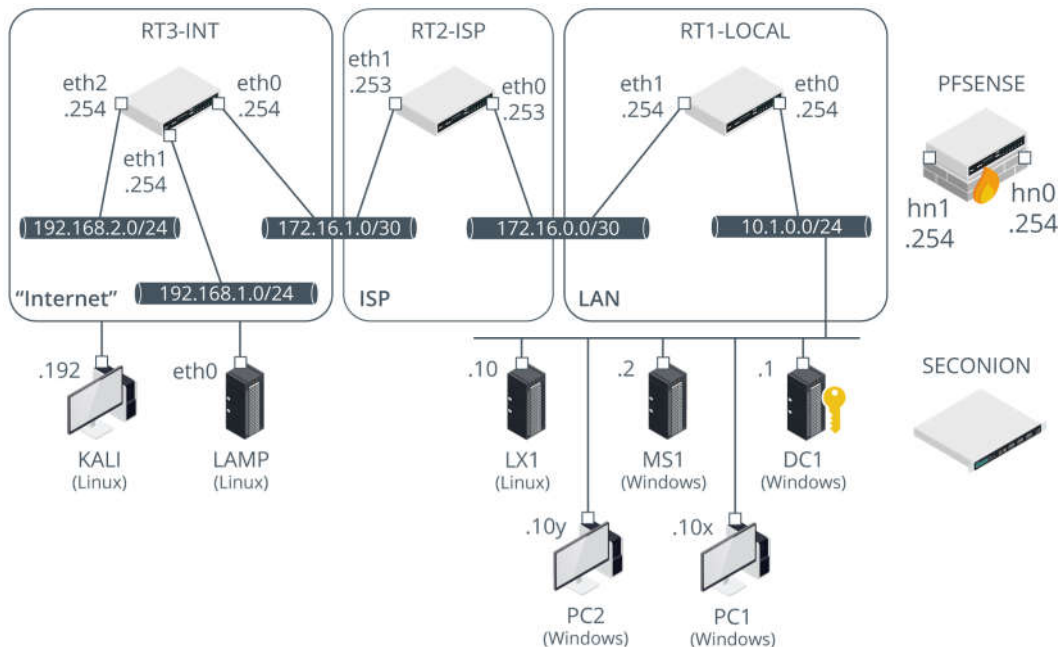 RT3-INT
eth2
.254
eth0
.254
eth1
.254
192.168.2.0/24
172.16.1.0/30
192.168.1.0/24
“Internet”
RT2-ISP
eth1
.253
eth0
.253
172.16.0.0/30
ISP
RT1-LOCAL
eth1
.254
eth0
.254
10.1.0.0/24
LAN
PFSENSE
hn1
.254
hn0
.254
.192
KALI
(Linux)
eth0
LAMP
(Linux)
.10
LX1
(Linux)
.2
MS1
(Windows)
.1
DC1
(Windows)
SECONION
.10y
PC2
(Windows)
.10x
PC1
(Windows)